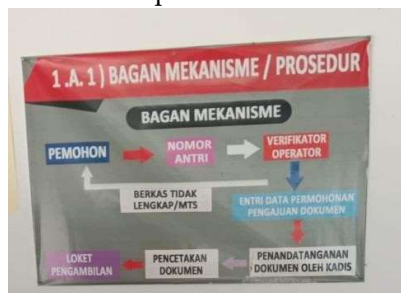 1.A. 1 ) BAGAN MEKANISME / PROSEDUR
BAGAN MEKANISME
PEMOHON
NOMOR
ANTRI
VERIFIKATOR
OPERATOR
BERKAS TIDAK
LENGKAP/MTS
ENTRI DATA PERMOHONAN
PENGAJUAN DOKUMEN
LOKET
PENGAMBILAN
PENCETAKAN
DOKUMEN
PENANDATANGANAN
DOKUMEN OLEH KADIS